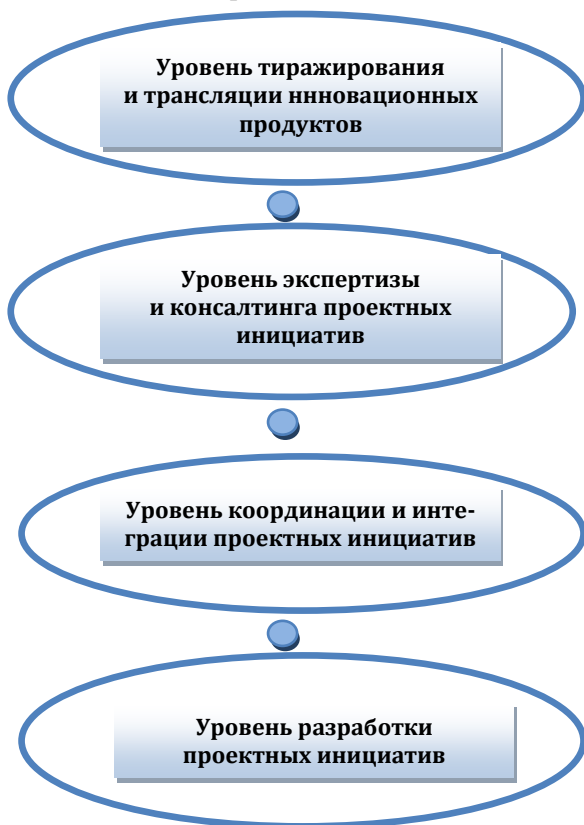 Уровень тиражирования
и трансляции ннновационных
продуктов
Уровень экспертизы
и консалтинга проектных
инициатив
Уровень координации и инте-
грации проектных инициатив
Уровень разработки
проектных инициатив